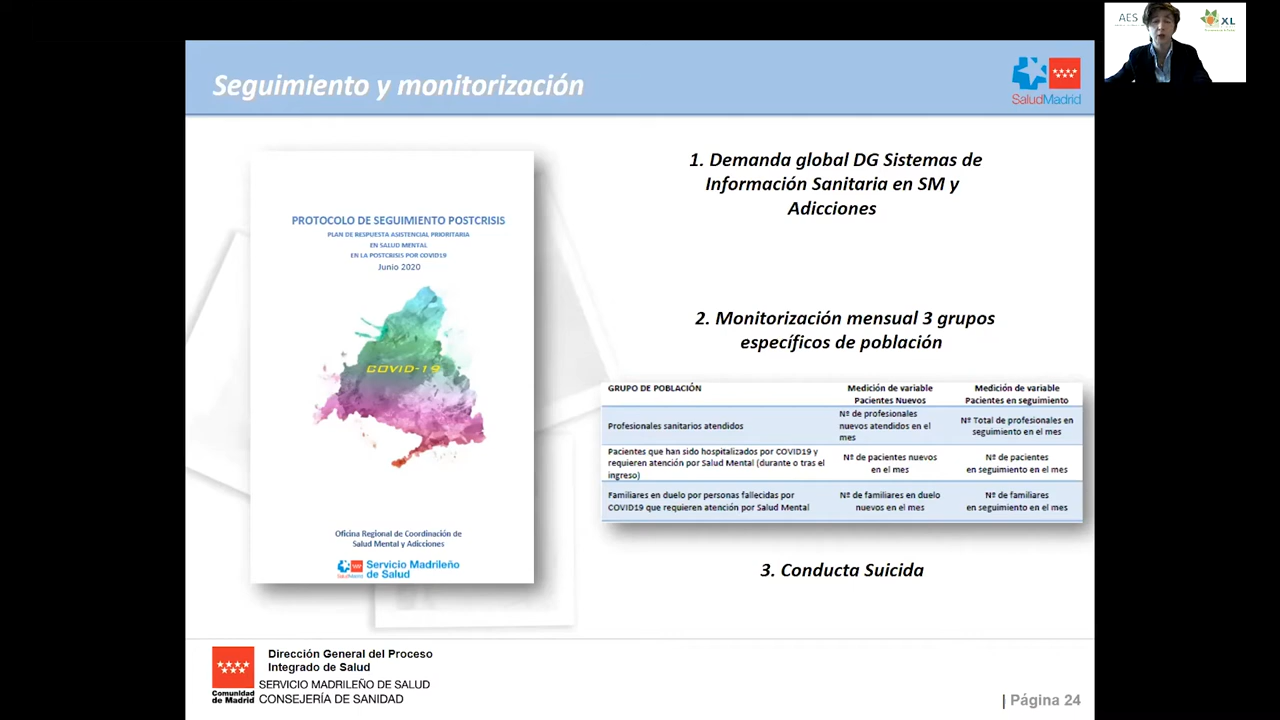 AES
XL
Seguimiento y monitorización
SaludMadrid
PROTOCOLO DE SEGUIMIENTO POSTCRISIS
PLAN DE RESPUESTA ASISTENCIAL PRIORITARIA
EN SALUD MENTAL
EN LA POSTCRISIS POR COVID19
Junio 2020
COVID-19
Oficina Regional de Coordinación de
Salud Mental y Adicciones
SaludMadrid
Servicio Madrileño
de Salud
1. Demanda global DG Sistemas de
Información Sanitaria en SM y
Adicciones
2. Monitorización mensual 3 grupos
específicos de población
GRUPO DE POBLACIÓN
Medición de variable
Pacientes Nuevos
Medición de variable
Pacientes en seguimiento
Profesionales sanitarios atendidos
Nº de profesionales
nuevos atendidos en el
mes
Nº Total de profesionales en
seguimiento en el mes
Pacientes que han sido hospitalizados por COVID19 y
requieren atención por Salud Mental (durante o tras el
ingreso)
Nº de pacientes nuevos
en el mes
Nº de pacientes
en seguimiento en el mes
Familiares en duelo por personas fallecidas por
COVID19 que requieren atención por Salud Mental
Nº de familiares en duelo
nuevos en el mes
Nº de familiares
en seguimiento en el mes
3. Conducta Suicida
Comunidad
de Madrid
Dirección General del Proceso
Integrado de Salud
SERVICIO MADRILEÑO DE SALUD
CONSEJERÍA DE SANIDAD
| Página 24